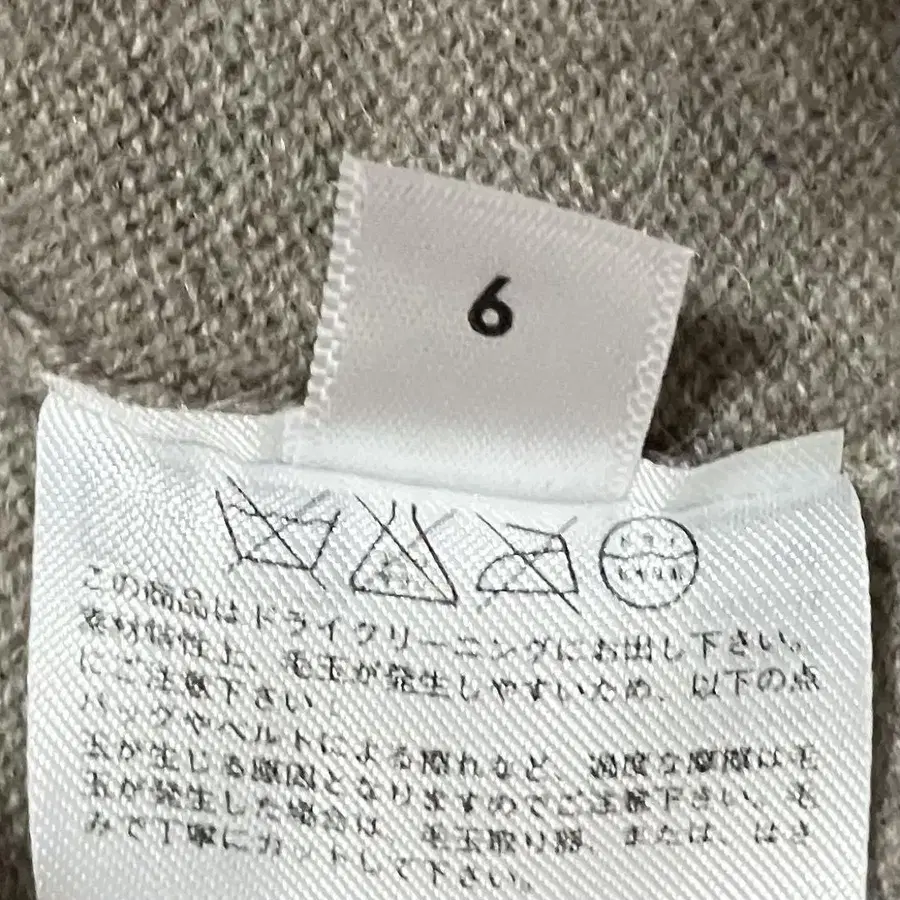 6
ドライ
この商品はドライクリーニングにお出し下さい。
素材特性上、毛玉が発生しやすいため、以下の点
にご注意下さい。
バッグやベルトによる擦れなど、過度な摩擦は毛
玉が生じる原因となりますのでご注意下さい。毛
玉が発生した場合は、毛玉取り器、または、はさ
みで丁寧にカットして下さい。